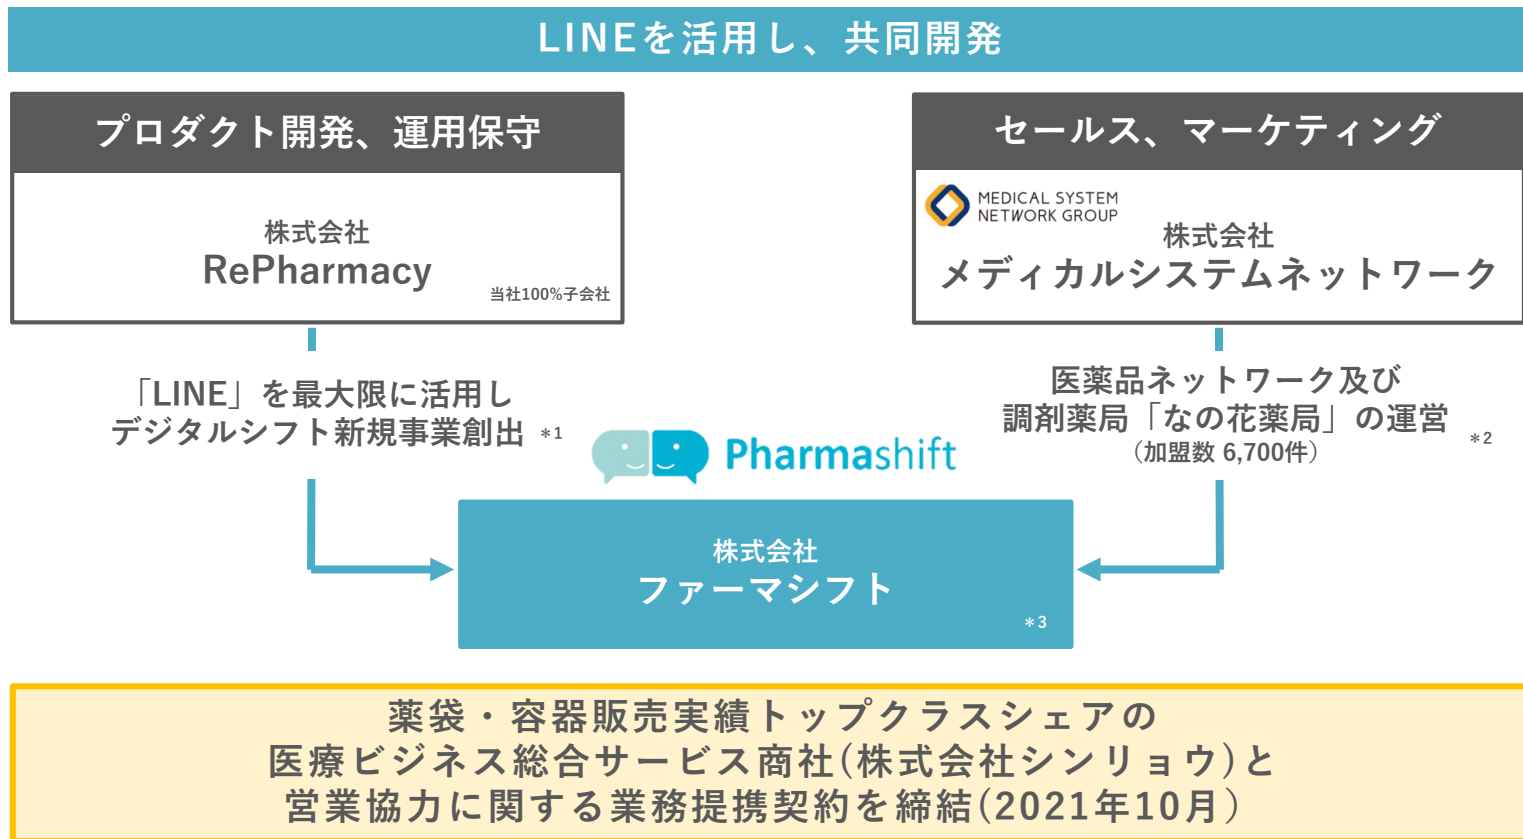 LINEを活用し、共同開発
プロダクト開発、運用保守
株式会社
RePharmacy
当社100%子会社
セールス、マーケティング
MEDICAL SYSTEM
NETWORK GROUP
株式会社
メディカルシステムネットワーク
「LINE」を最大限に活用し
デジタルシフト新規事業創出 *1
医薬品ネットワーク及び
調剤薬局「なの花薬局」の運営
（加盟数 6,700件） *2
Pharmashift
株式会社
ファーマシフト
*3
薬袋・容器販売実績トップクラスシェアの
医療ビジネス総合サービス商社(株式会社シンリョウ)と
営業協力に関する業務提携契約を締結(2021年10月）